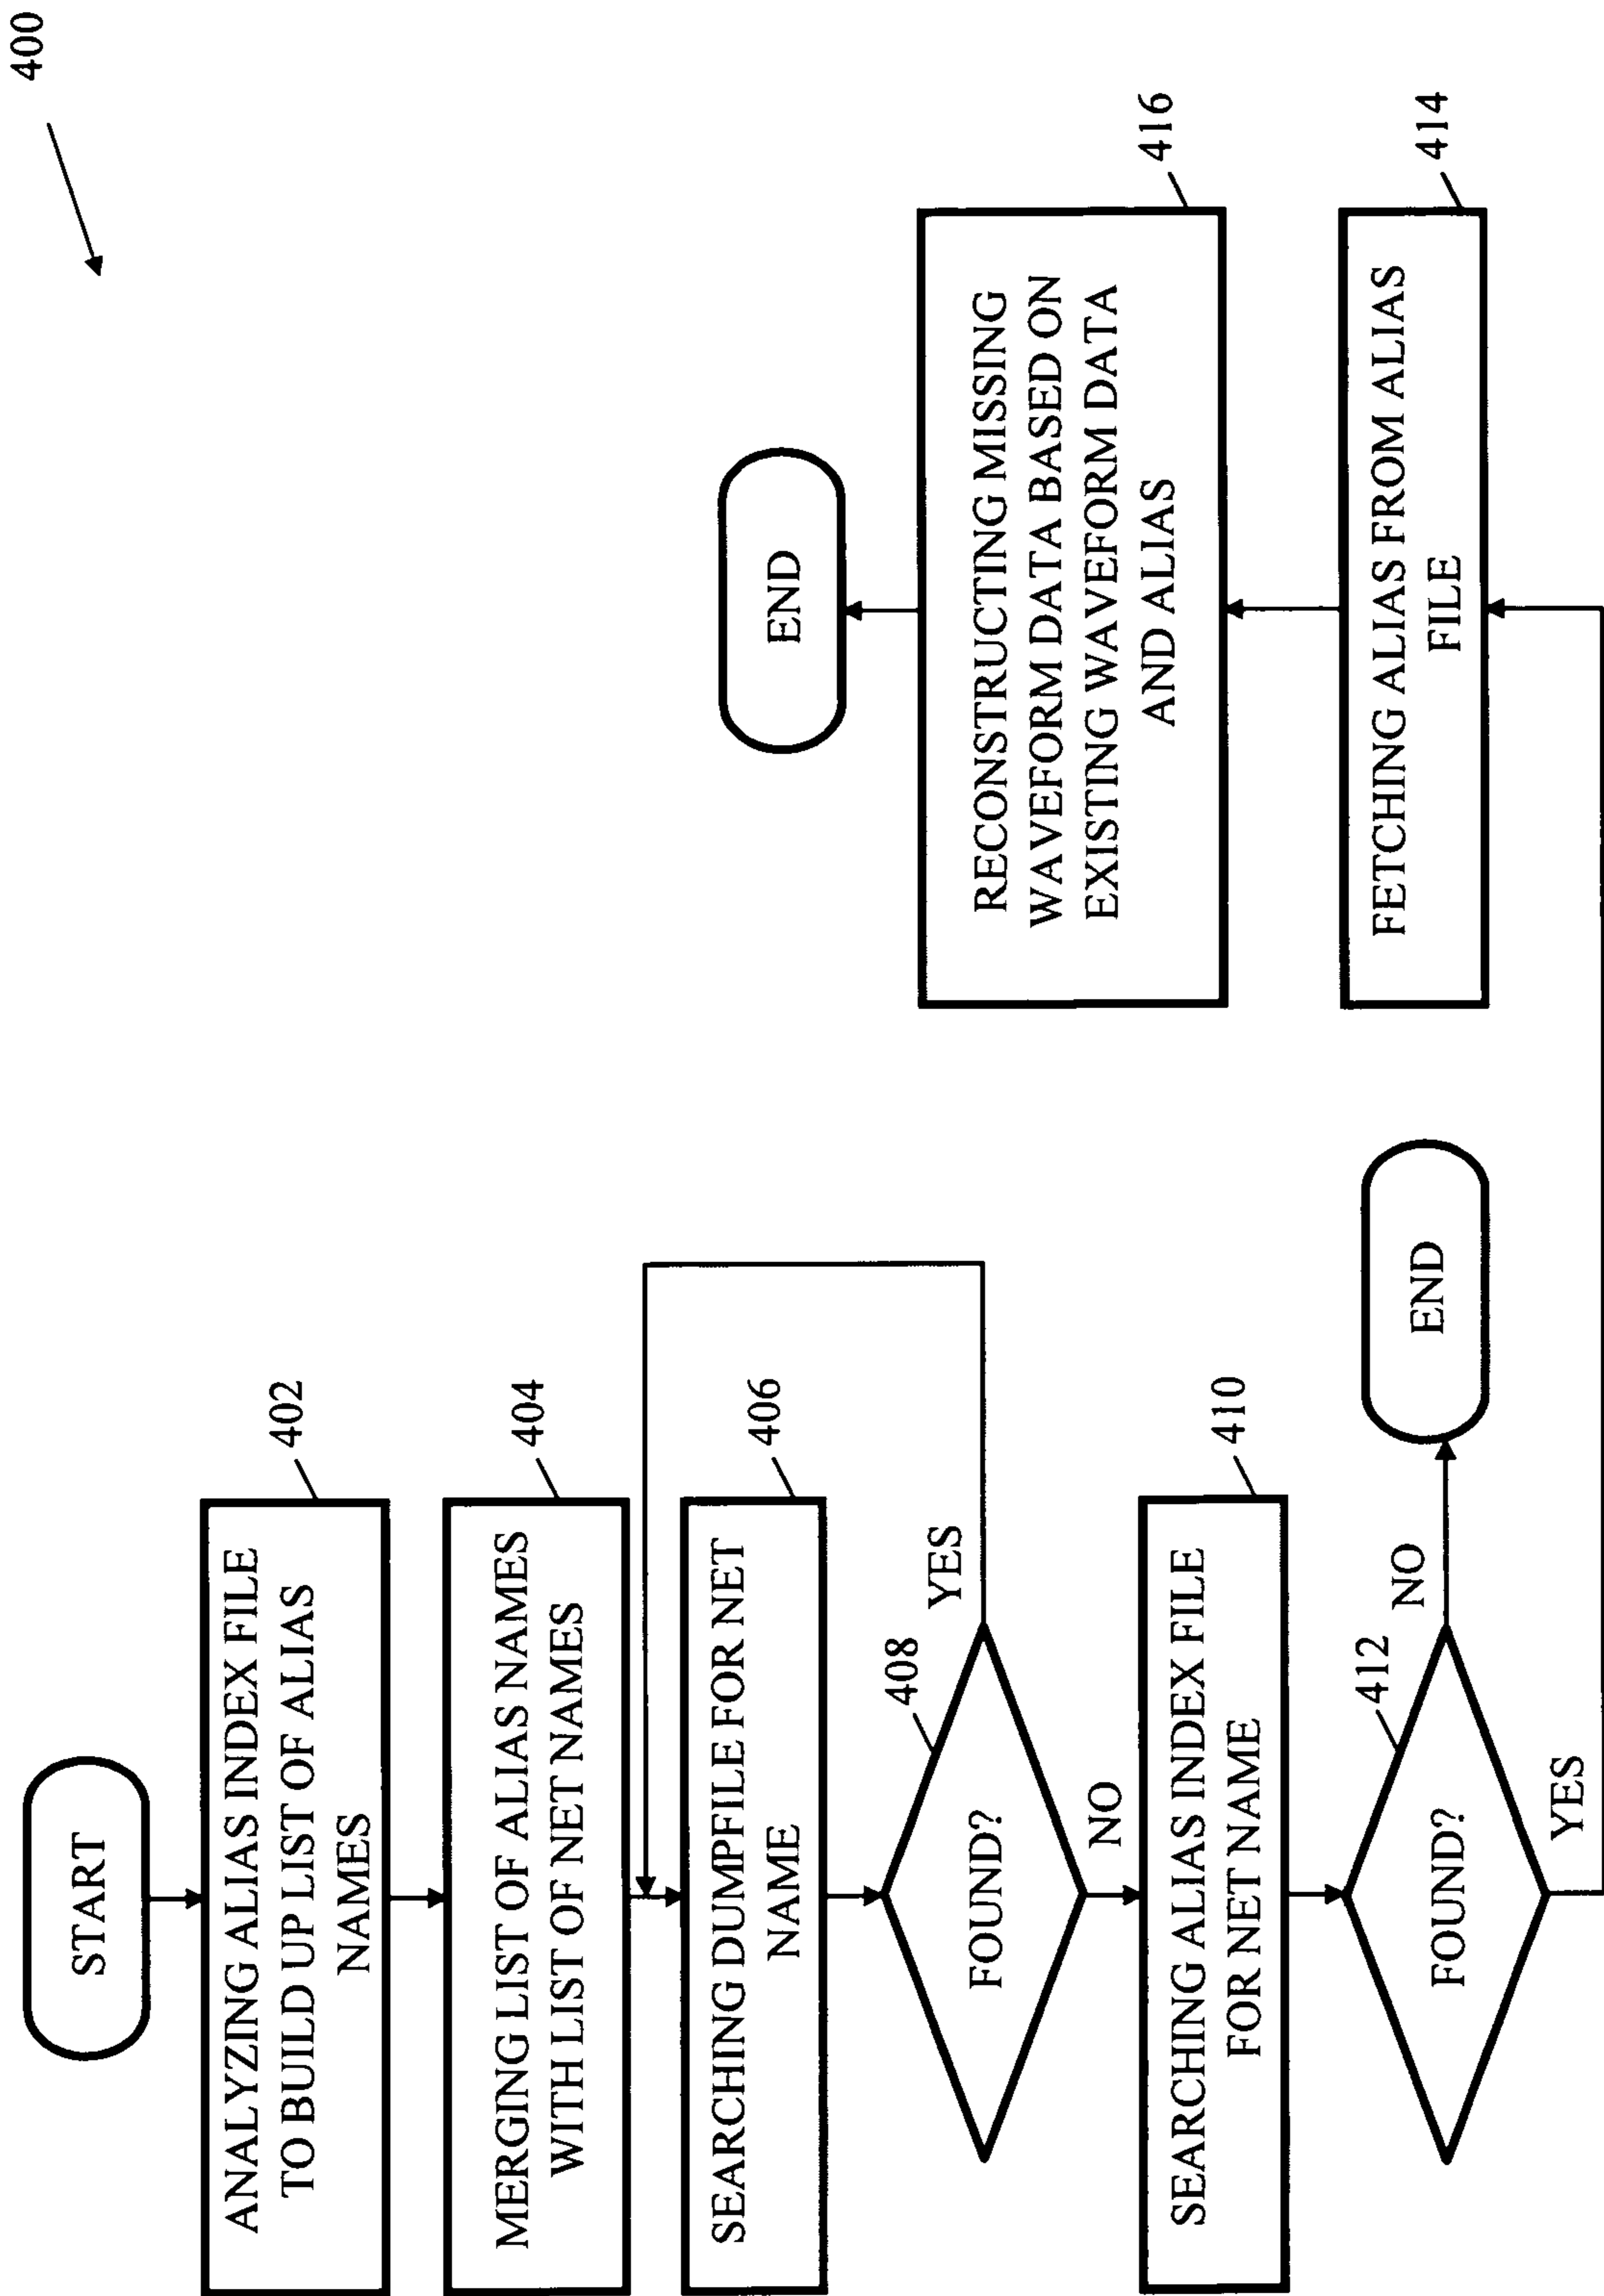 400
START
ANALYZING ALIAS INDEX FILE
TO BUILD UP LIST OF ALIAS
NAMES
402
MERGING LIST OF ALIAS NAMES
WITH LIST OF NET NAMES
404
SEARCHING DUMPFILE FOR NET
NAME
406
FOUND?
408
YES
NO
SEARCHING ALIAS INDEX FILE
FOR NET NAME
410
FOUND?
412
NO
END
YES
FETCHING ALIAS FROM ALIAS
FILE
414
RECONSTRUCTING MISSING
WAVEFORM DATA BASED ON
EXISTING WAVEFORM DATA
AND ALIAS
416
END